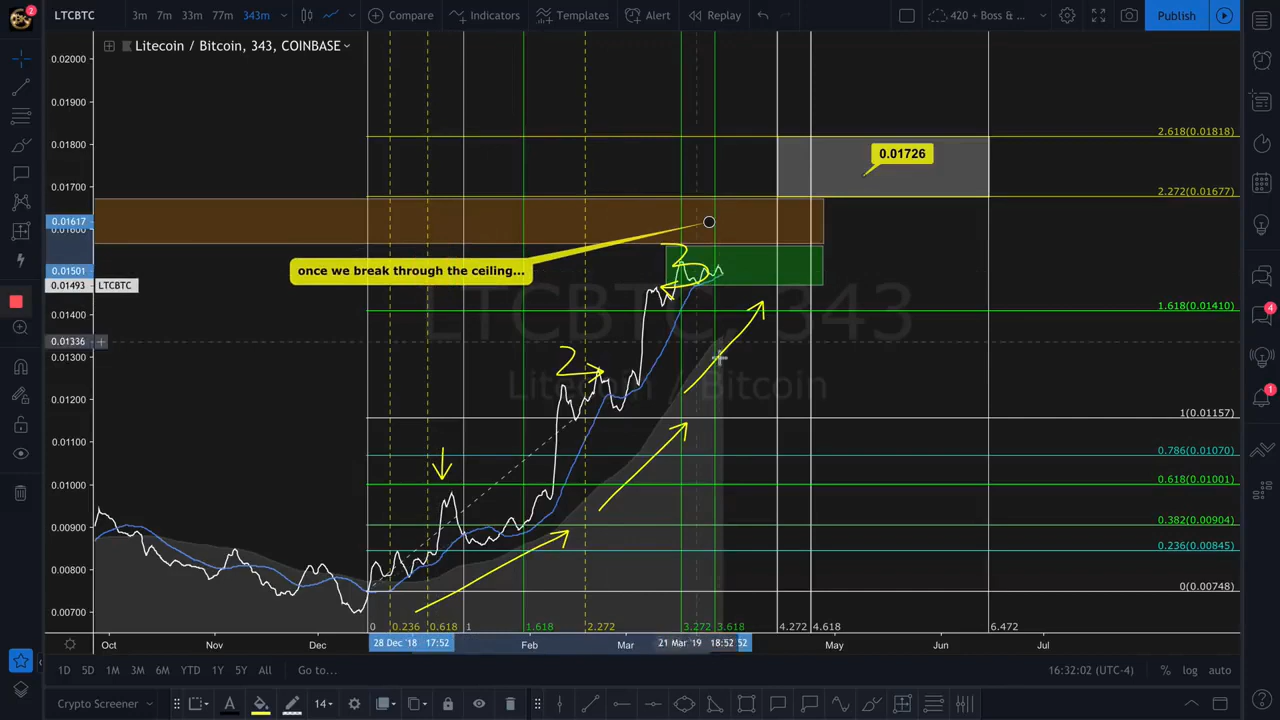 2
LTCBTC
3m 7m 33m 77m 343m
Compare
Indicators
Templates
Alert
Replay
420 + Boss & ...
Publish
Litecoin / Bitcoin, 343, COINBASE
0.02000
0.01900
0.01800
0.01700
0.01617
0.01600
0.01501
0.01493 LTCBTC
0.01400
0.01336
0.01300
0.01200
0.01100
0.01000
0.00900
0.00800
0.00700
LTCBTC, 343
Litecoin / Bitcoin
2.618(0.01818)
0.01726
2.272(0.01677)
once we break through the ceiling...
3
1.618(0.01410)
2
1(0.01157)
0.786(0.01070)
0.618(0.01001)
0.382(0.00904)
0.236(0.00845)
0(0.00748)
0 0.236 0.618 1 1.618 2.272 3.272 3.618 4.272 4.618 6.472
Oct Nov Dec 28 Dec '18 17:52 Feb Mar 21 Mar '19 18:52 52 May Jun Jul
1D 5D 1M 3M 6M YTD 1Y 5Y All Go to...
16:32:02 (UTC-4) % log auto
Crypto Screener
14
4
1